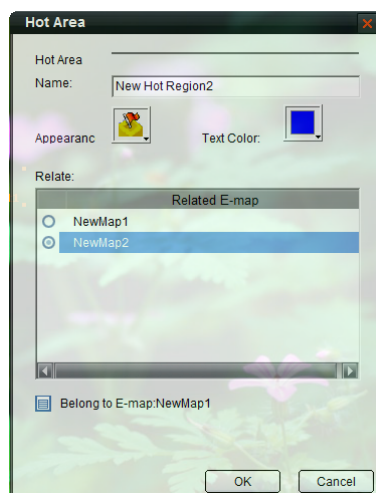 Hot Area
Hot Area
Name:
New Hot Region2
Appearanc
Text Color:
Relate:
Related E-map
NewMap1
NewMap2
Belong to E-map:NewMap1
OK
Cancel